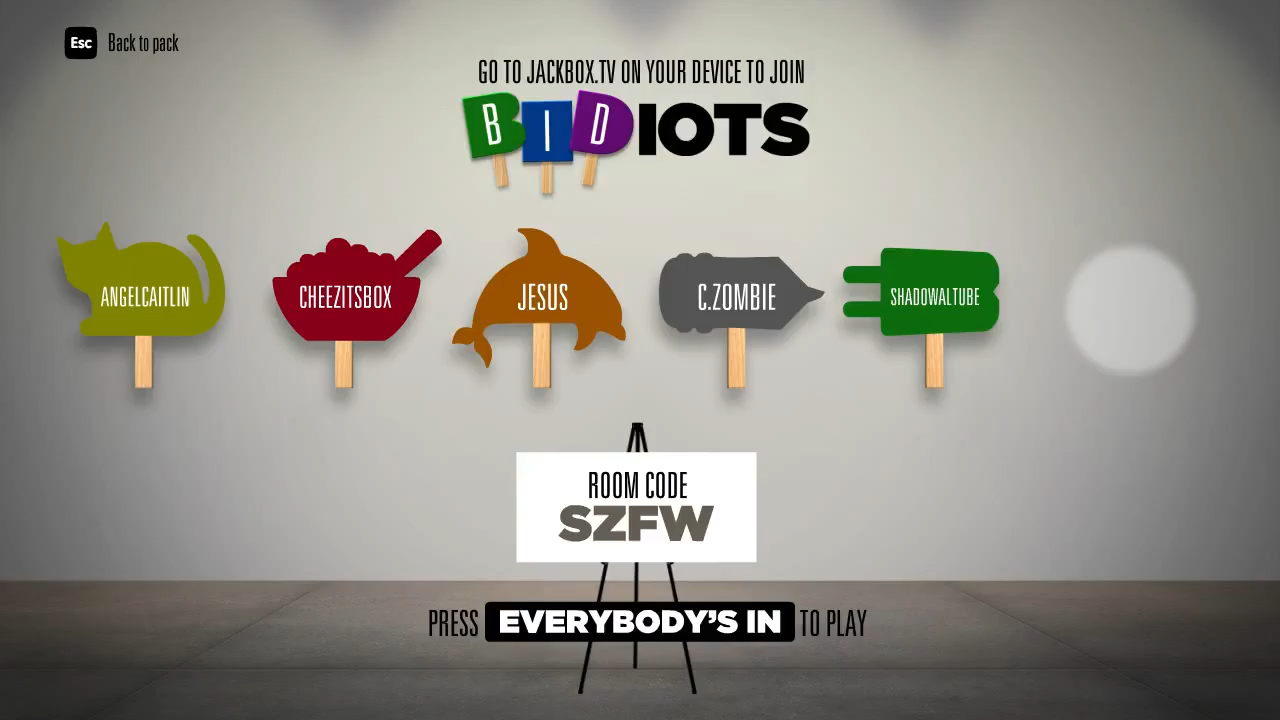 Esc Back to pack
GO TO JACKBOX.TV ON YOUR DEVICE TO JOIN
BIDIOTS
ANGELCAITLIN
CHEEZITSBOX
JESUS
C.ZOMBIE
SHADOWALTUBE
ROOM CODE
SZFW
PRESS EVERYBODY'S IN TO PLAY